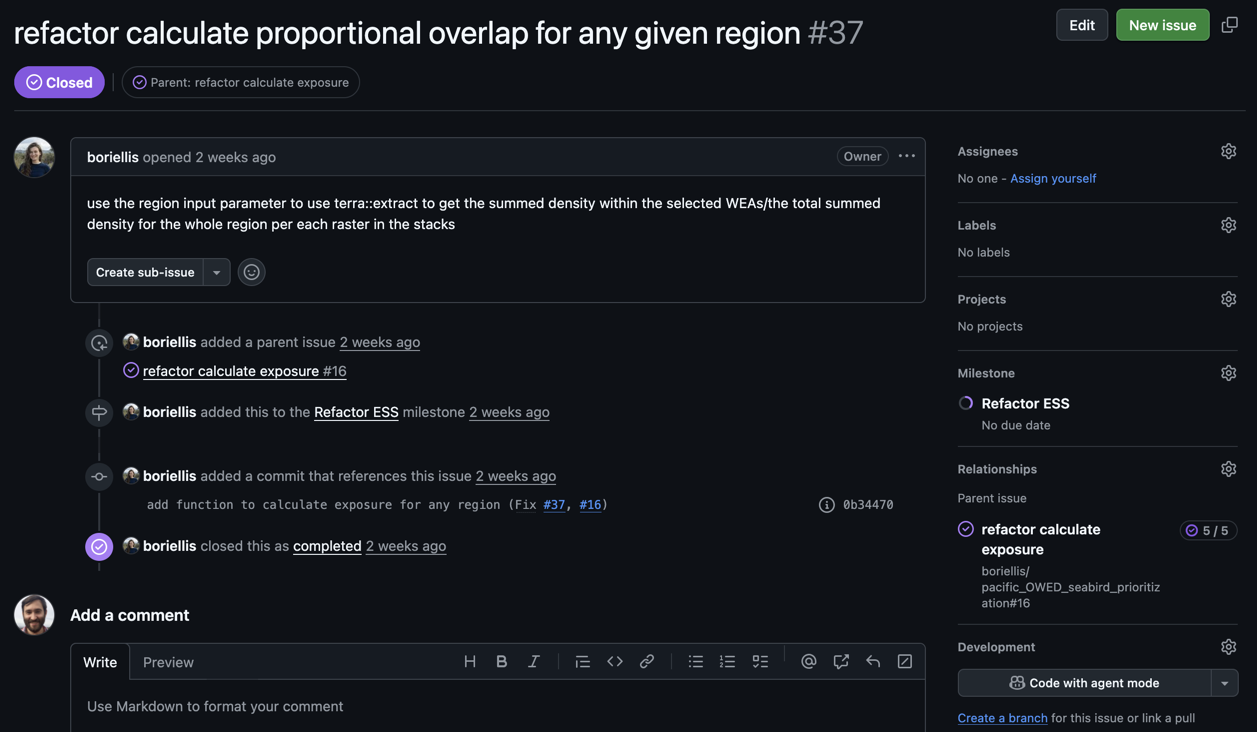 refactor calculate proportional overlap for any given region #37
Edit
New issue
Closed
Parent: refactor calculate exposure
boriellis opened 2 weeks ago
Owner
use the region input parameter to use terra::extract to get the summed density within the selected WEAs/the total summed
density for the whole region per each raster in the stacks
Create sub-issue
boriellis added a parent issue 2 weeks ago
refactor calculate exposure #16
boriellis added this to the Refactor ESS milestone 2 weeks ago
boriellis added a commit that references this issue 2 weeks ago
add function to calculate exposure for any region (Fix #37, #16)
0b34470
boriellis closed this as completed 2 weeks ago
Add a comment
Write
Preview
Use Markdown to format your comment
Assignees
No one - Assign yourself
Labels
No labels
Projects
No projects
Milestone
Refactor ESS
No due date
Relationships
Parent issue
refactor calculate
exposure
5 / 5
boriellis/
pacific_OWED_seabird_prioritiz
ation#16
Development
Code with agent mode
Create a branch for this issue or link a pull